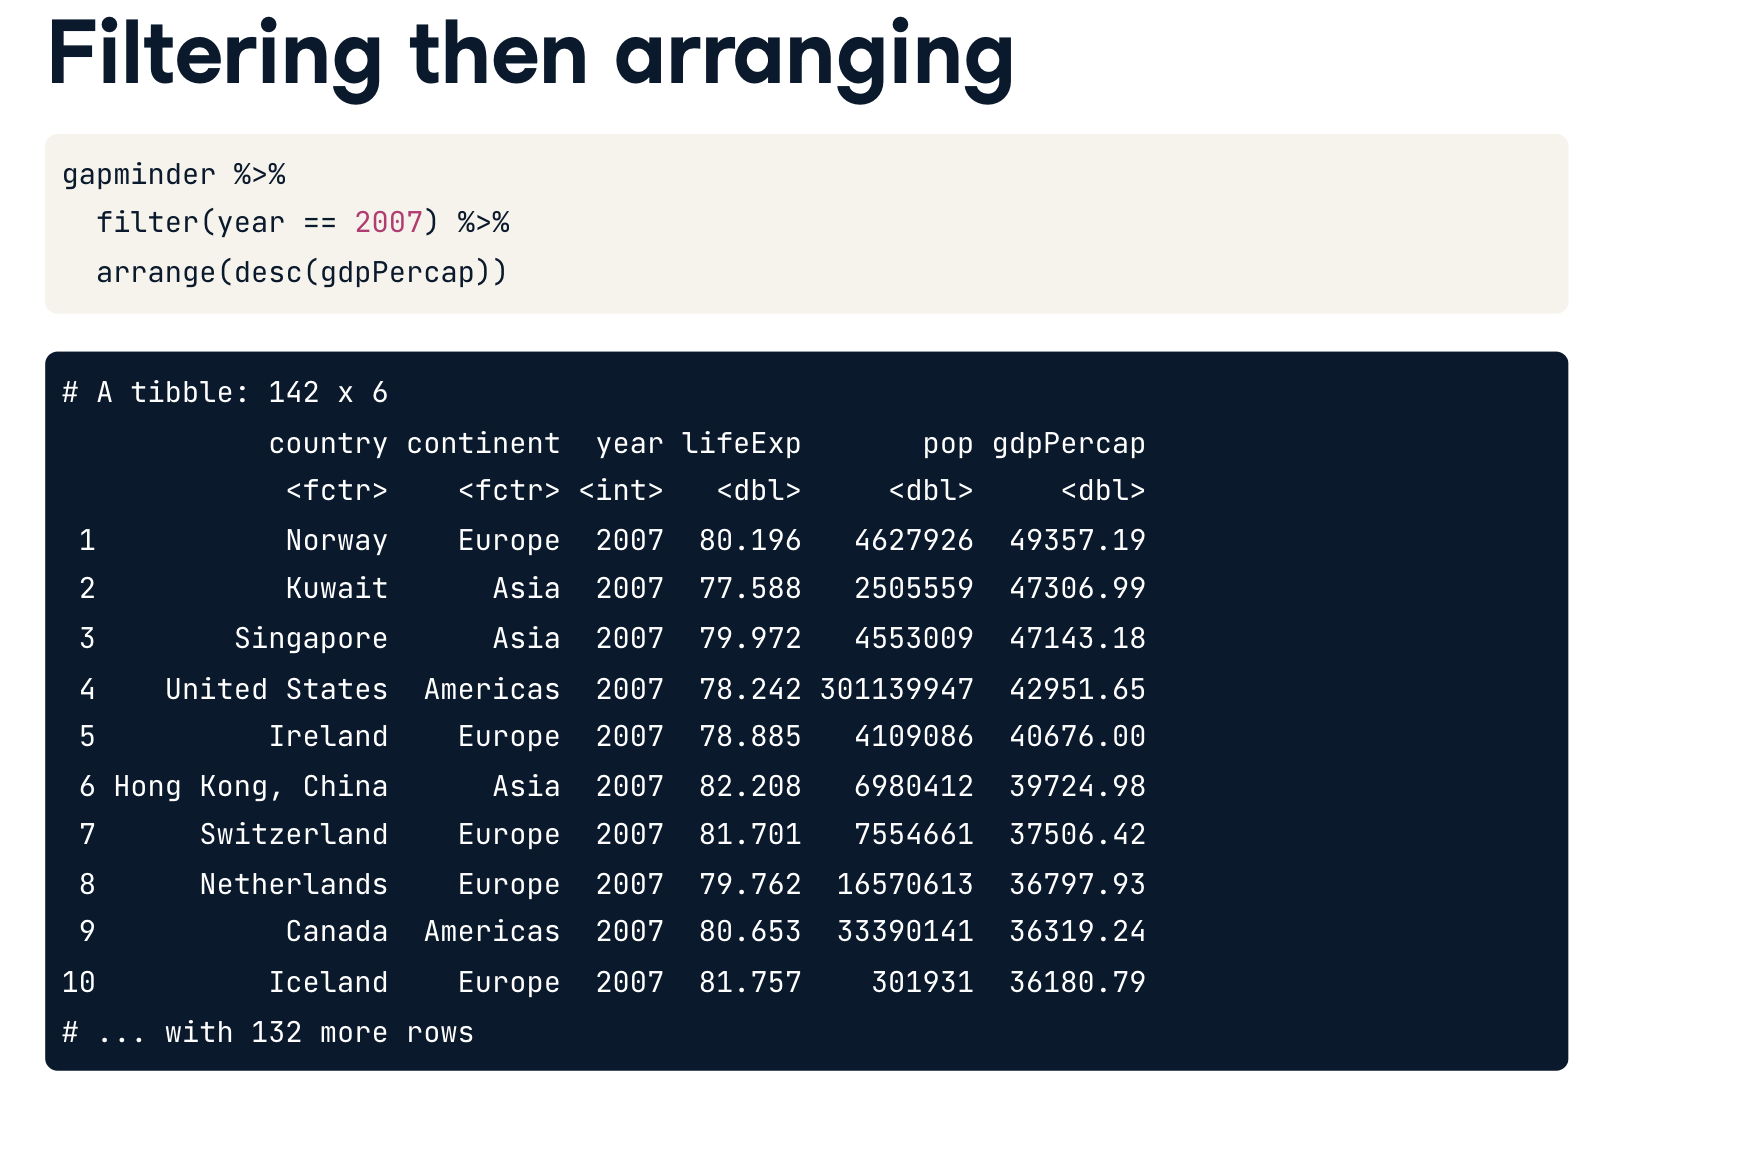 Filtering then arranging
gapminder %>%
  filter(year == 2007) %>%
  arrange(desc(gdpPercap))
# A tibble: 142 x 6
            country continent  year lifeExp       pop gdpPercap
             <fctr>    <fctr> <int>   <dbl>     <dbl>     <dbl>
 1           Norway    Europe  2007  80.196   4627926  49357.19
 2           Kuwait      Asia  2007  77.588   2505559  47306.99
 3        Singapore      Asia  2007  79.972   4553009  47143.18
 4    United States  Americas  2007  78.242 301139947  42951.65
 5          Ireland    Europe  2007  78.885   4109086  40676.00
 6 Hong Kong, China      Asia  2007  82.208   6980412  39724.98
 7      Switzerland    Europe  2007  81.701   7554661  37506.42
 8      Netherlands    Europe  2007  79.762  16570613  36797.93
 9           Canada  Americas  2007  80.653  33390141  36319.24
10          Iceland    Europe  2007  81.757    301931  36180.79
# ... with 132 more rows